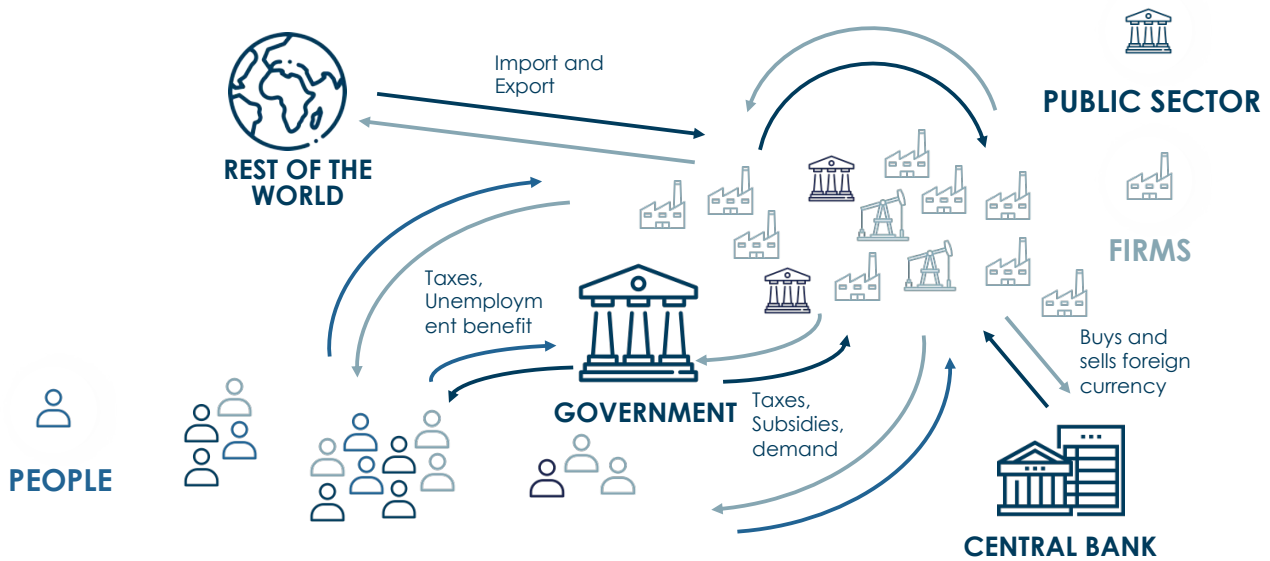 Import and
Export
PUBLIC SECTOR
REST OF THE
WORLD
FIRMS
Taxes,
Unemploym
ent benefit
Buys and
sells foreign
currency
GOVERNMENT
Taxes,
Subsidies,
demand
PEOPLE
CENTRAL BANK